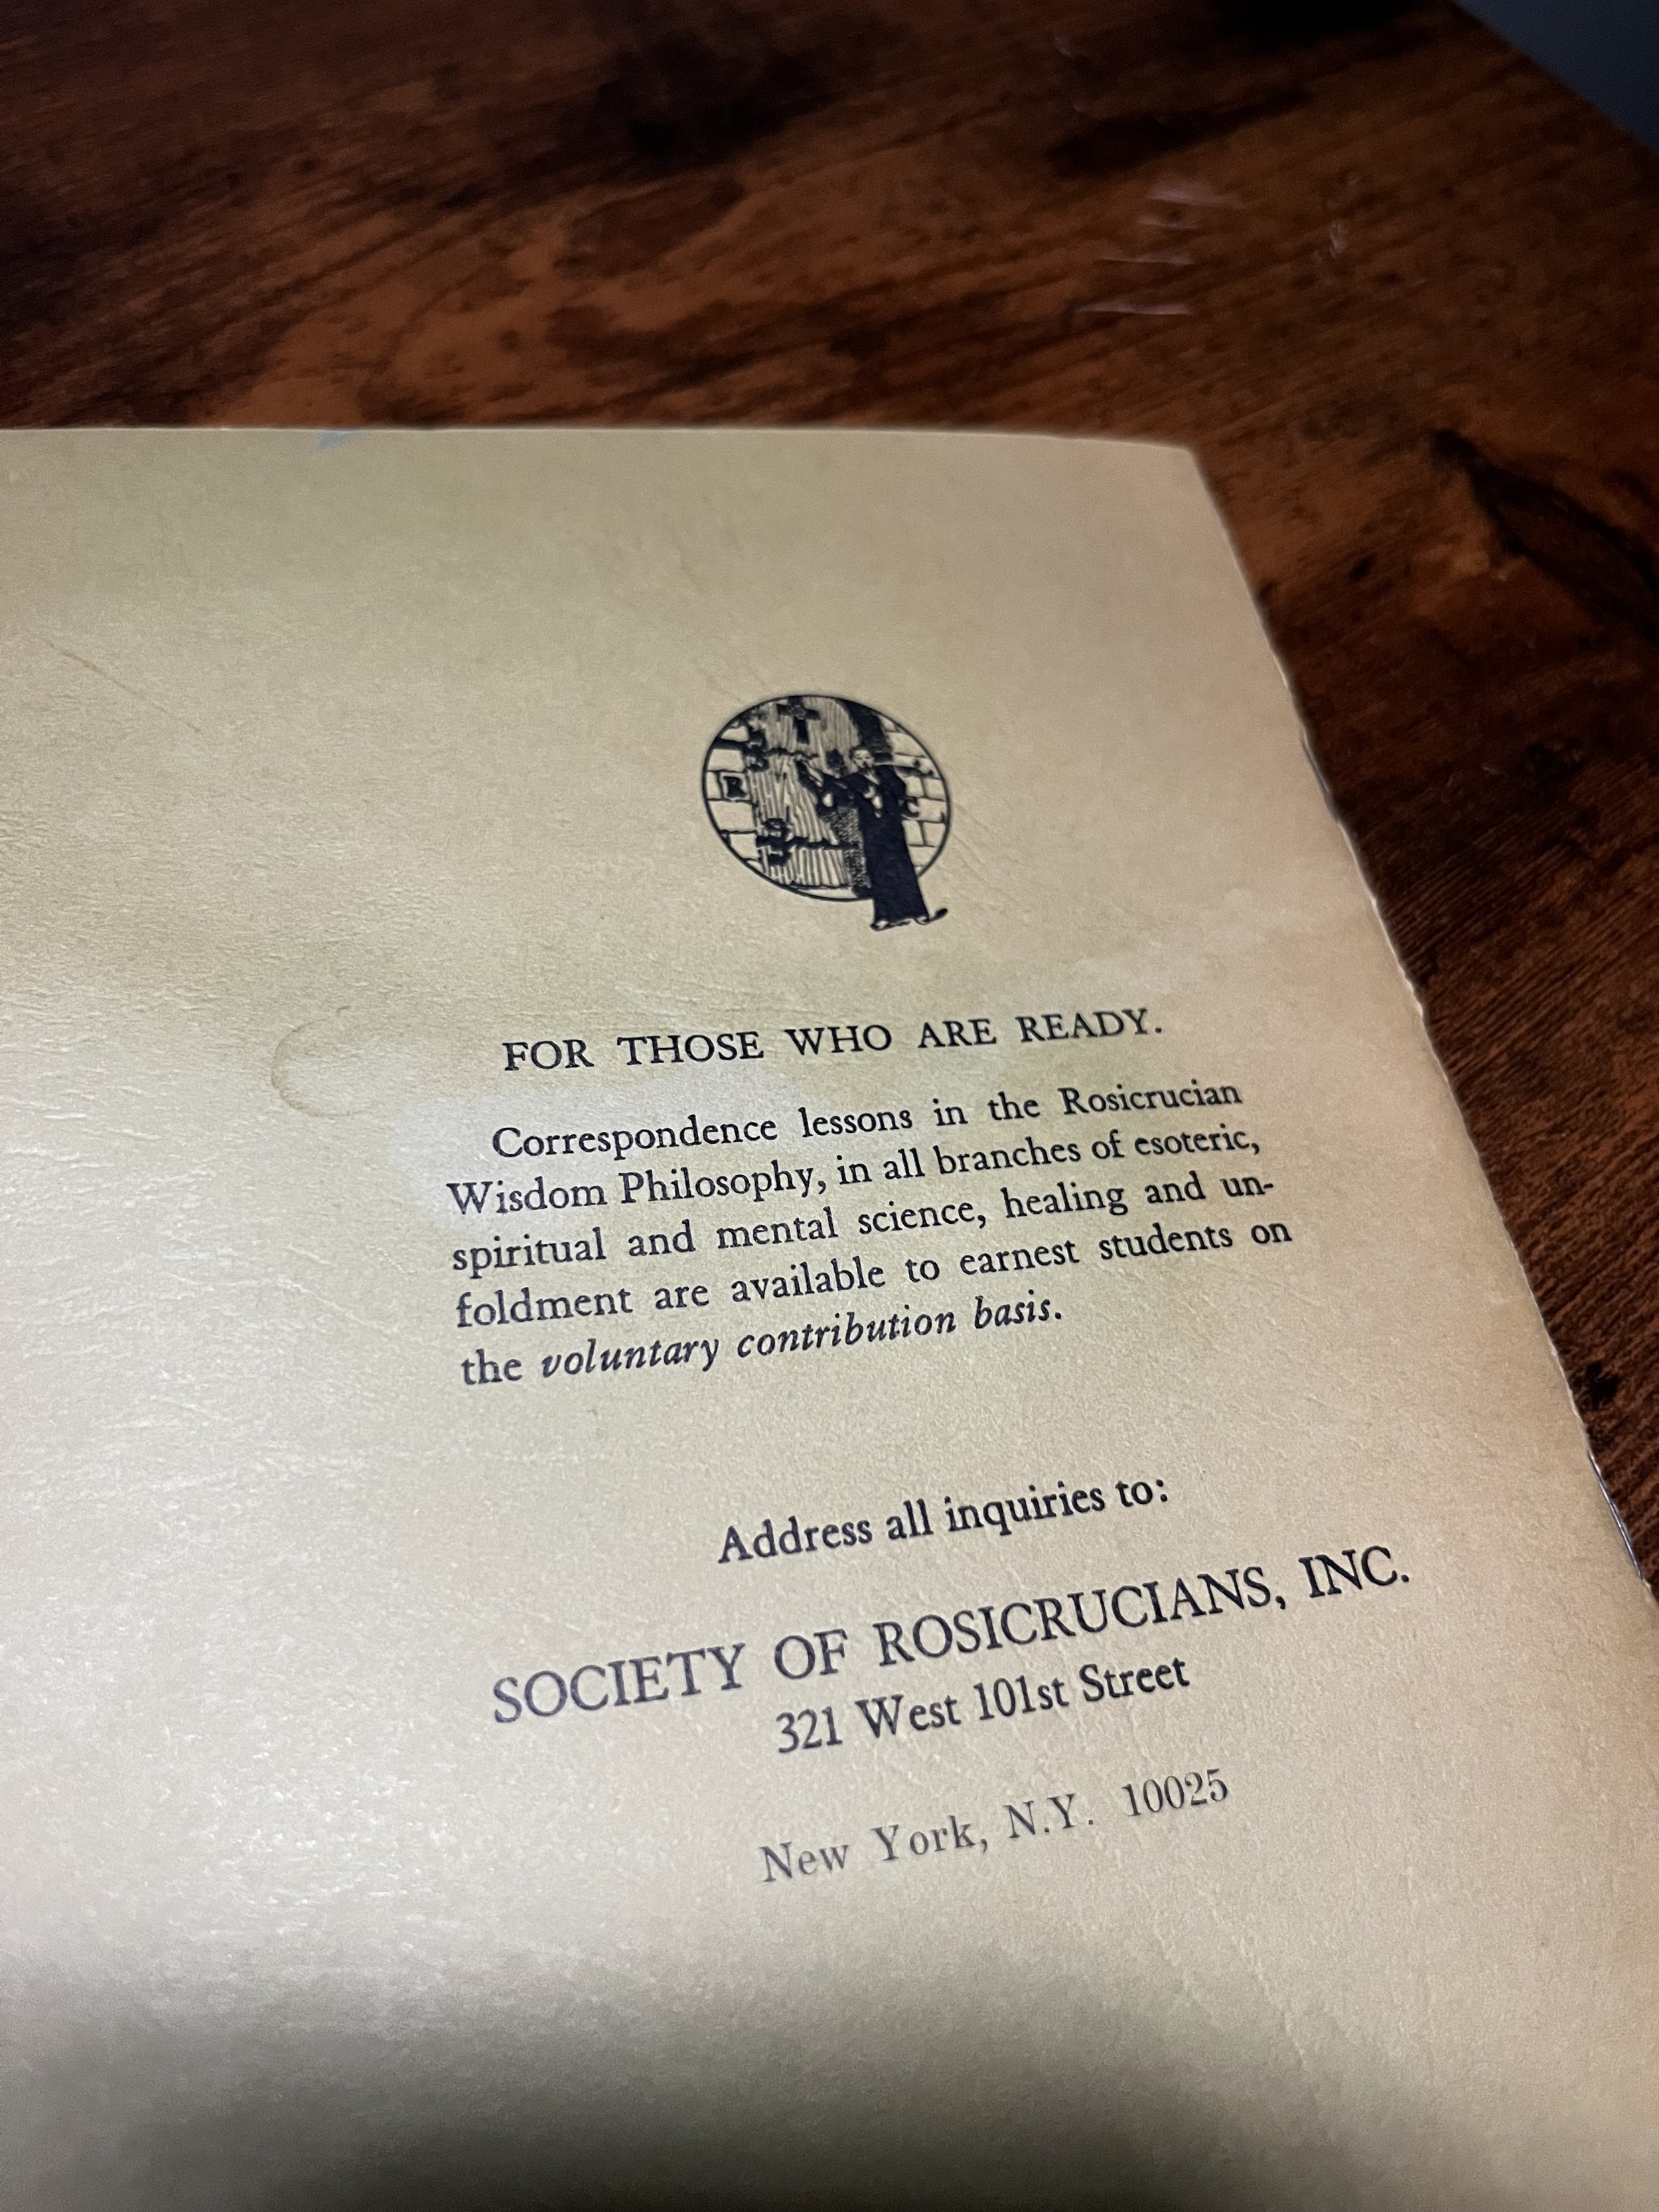 R C
FOR THOSE WHO ARE READY.
Correspondence lessons in the Rosicrucian
Wisdom Philosophy, in all branches of esoteric,
spiritual and mental science, healing and un-
foldment are available to earnest students on
the voluntary contribution basis.
Address all inquiries to:
SOCIETY OF ROSICRUCIANS, INC.
321 West 101st Street
New York, N.Y. 10025